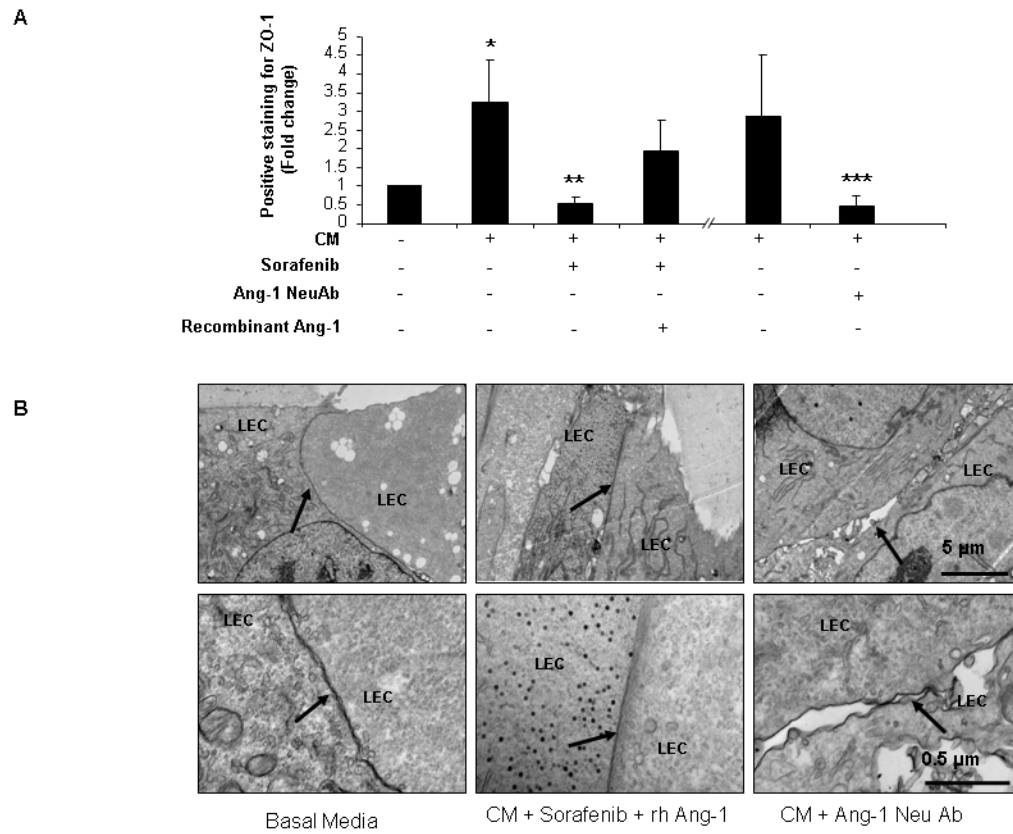 A
Positive staining for ZO-1
(Fold change)
5
4.5
4
3.5
3
2.5
2
1.5
1
0.5
0
*
**
***
//
CM - + + + + +
Sorafenib - - + + - -
Ang-1 NeuAb - - - - - +
Recombinant Ang-1 - - - + - -
B
LEC
LEC
LEC
LEC
LEC
LEC
5 µm
LEC
LEC
LEC
LEC
LEC
LEC
0.5 µm
Basal Media
CM + Sorafenib + rh Ang-1
CM + Ang-1 Neu Ab